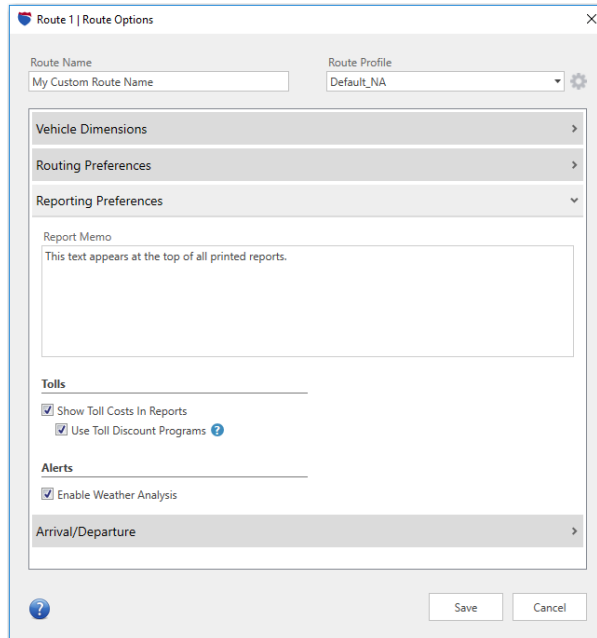 Route 1 | Route Options
Route Name
Route Profile
My Custom Route Name
Default_NA
Vehicle Dimensions
Routing Preferences
Reporting Preferences
Report Memo
This text appears at the top of all printed reports.
Tolls
Show Toll Costs In Reports
Use Toll Discount Programs ?
Alerts
Enable Weather Analysis
Arrival/Departure
?
Save
Cancel